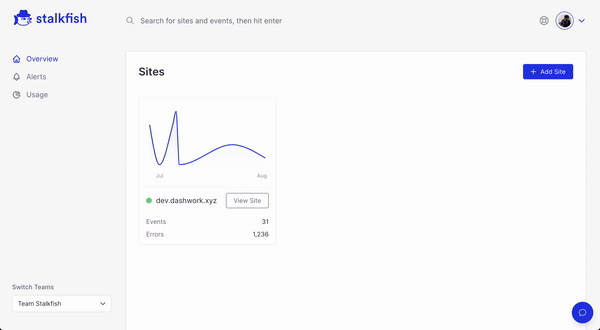 stalkfish
Search for sites and events, then hit enter
Overview
Alerts
Usage
Sites
+ Add Site
Jul
Aug
dev.dashwork.xyz
View Site
Events 31
Errors 1,236
Switch Teams
Team Stalkfish